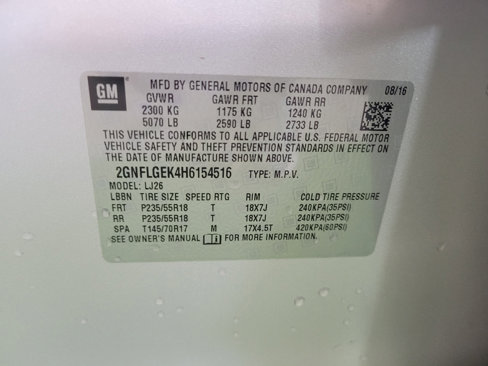 GM
MFD BY GENERAL MOTORS OF CANADA COMPANY 08/16
GVWR GAWR FRT GAWR RR
2300 KG 1175 KG 1240 KG
5070 LB 2590 LB 2733 LB
THIS VEHICLE CONFORMS TO ALL APPLICABLE U.S. FEDERAL MOTOR
VEHICLE SAFETY AND THEFT PREVENTION STANDARDS IN EFFECT ON
THE DATE OF MANUFACTURE SHOWN ABOVE.
2GNFLGEK4H6154516 TYPE: M.P.V.
MODEL: LJ26
LBBN TIRE SIZE SPEED RTG RIM COLD TIRE PRESSURE
FRT P235/55R18 T 18X7J 240KPA(35PSI)
RR P235/55R18 T 18X7J 240KPA(35PSI)
SPA T145/70R17 M 17X4.5T 420KPA(60PSI)
SEE OWNER'S MANUAL FOR MORE INFORMATION.